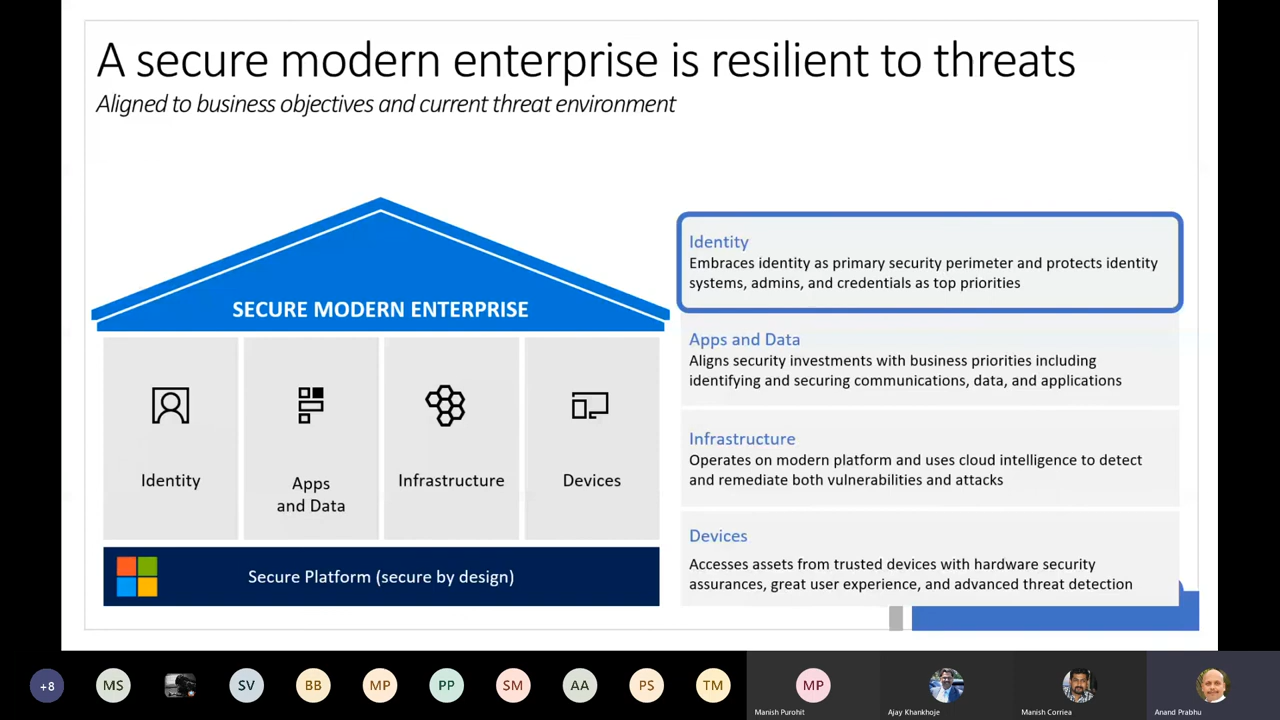 A secure modern enterprise is resilient to threats
Aligned to business objectives and current threat environment
SECURE MODERN ENTERPRISE
Identity
Apps
and Data
Infrastructure
Devices
Secure Platform (secure by design)
Identity
Embraces identity as primary security perimeter and protects identity
systems, admins, and credentials as top priorities
Apps and Data
Aligns security investments with business priorities including
identifying and securing communications, data, and applications
Infrastructure
Operates on modern platform and uses cloud intelligence to detect
and remediate both vulnerabilities and attacks
Devices
Accesses assets from trusted devices with hardware security
assurances, great user experience, and advanced threat detection
+8
MS
SV
BB
MP
PP
SM
AA
PS
TM
MP
Manish Purohit
Ajay Khankhoje
Manish Corriea
Anand Prabhu